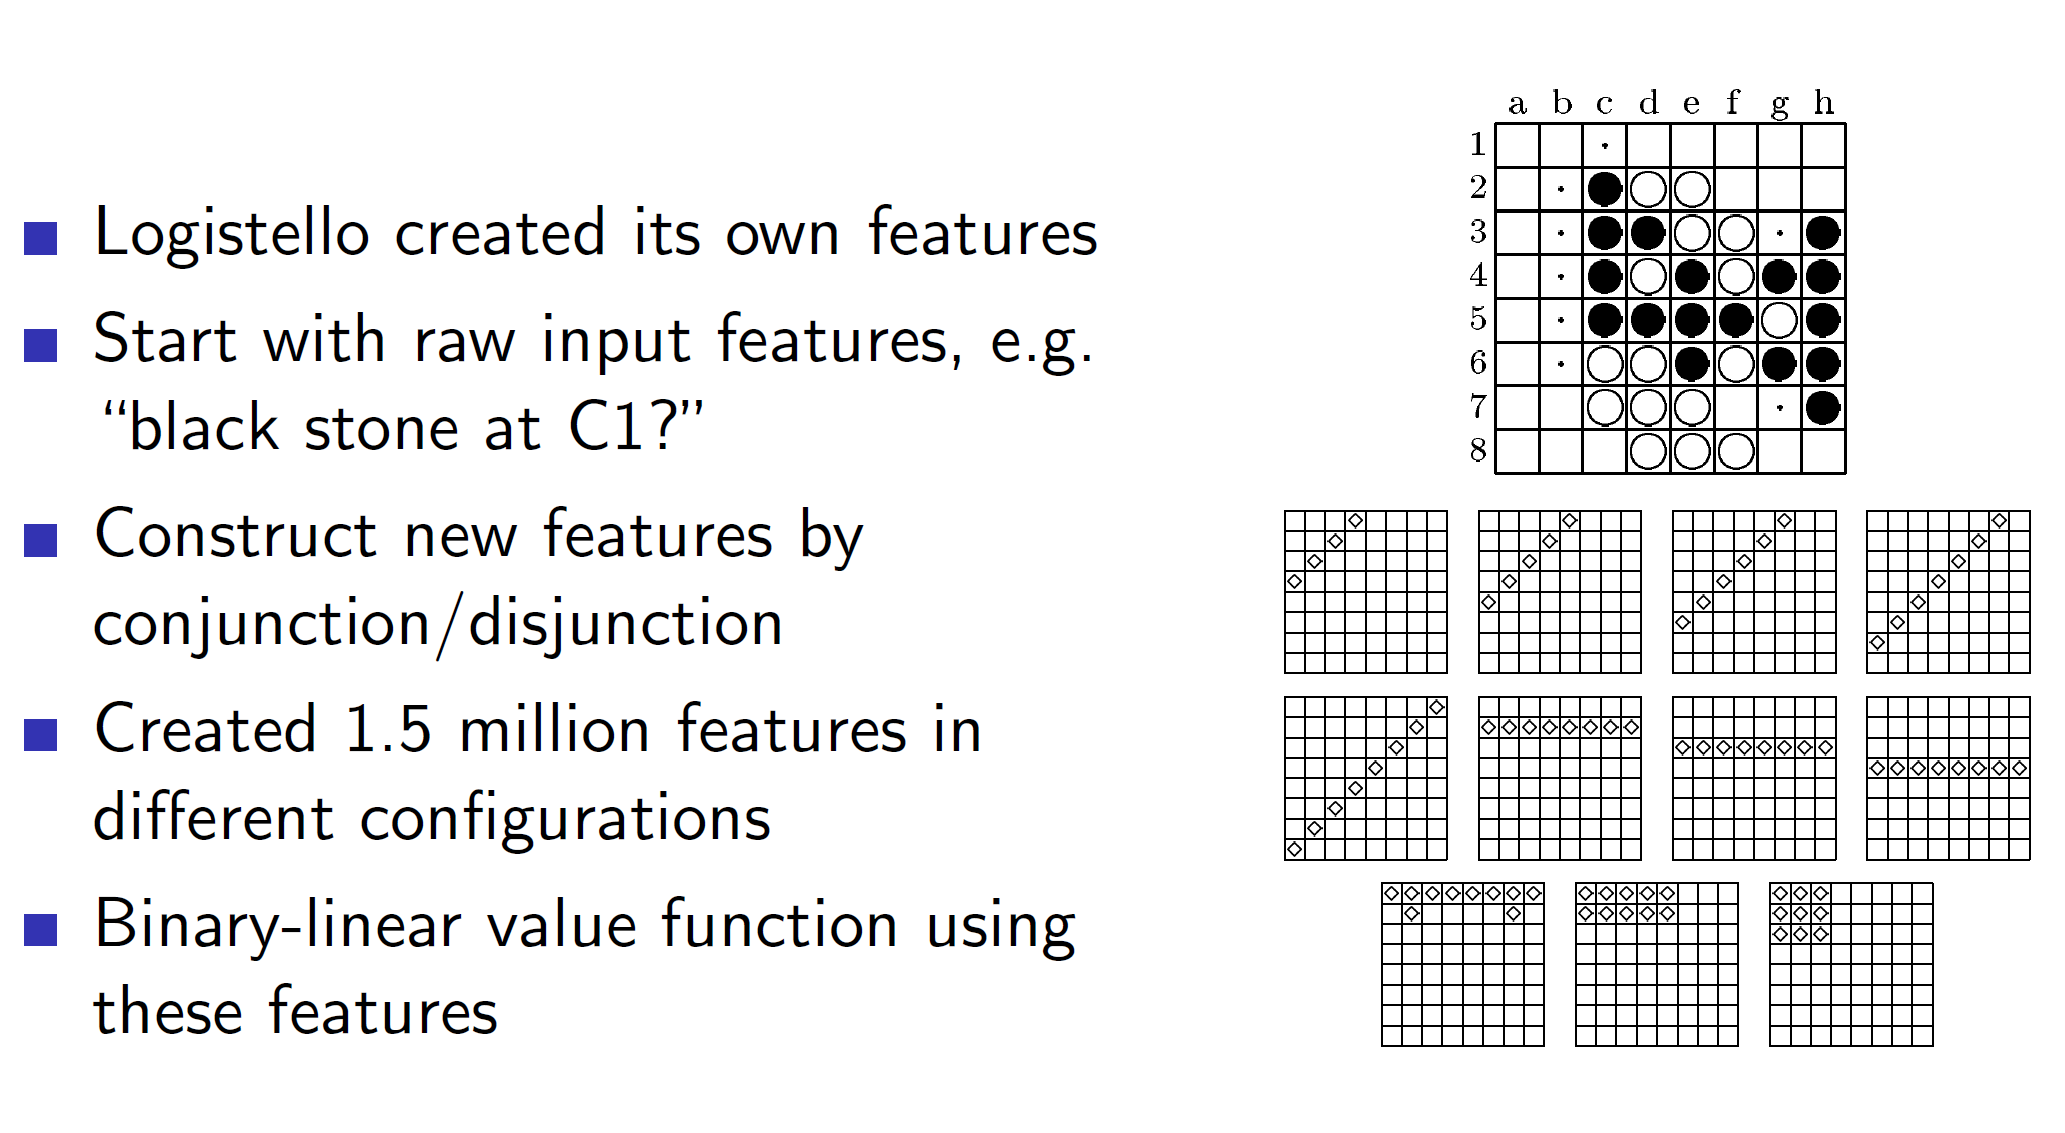 Logistello created its own features
Start with raw input features, e.g.
“black stone at C1?”
Construct new features by
conjunction/disjunction
Created 1.5 million features in
different configurations
Binary-linear value function using
these features
a b c d e f g h
1
2
3
4
5
6
7
8